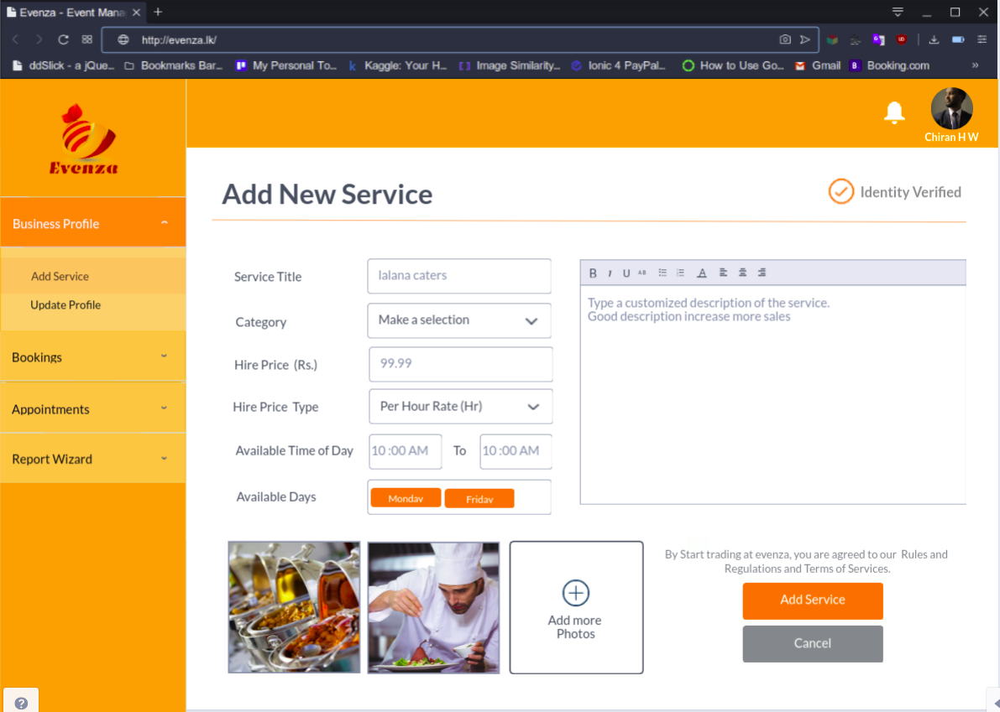 Evenza - Event Mana
http://evenza.lk/
ddSlick - a jQue... Bookmarks Bar... My Personal To... Kaggle: Your H... Image Similarity... Ionic 4 PayPal... How to Use Go... Gmail Booking.com »
Chiran H W
Evenza
Add New Service
Identity Verified
Business Profile
Add Service
Update Profile
Bookings
Appointments
Report Wizard
Service Title
lalana caters
Category
Make a selection
Hire Price (Rs.)
99.99
Hire Price Type
Per Hour Rate (Hr)
Available Time of Day
10 :00 AM To 10 :00 AM
Available Days
Monday Friday
B I U AB A
Type a customized description of the service.
Good description increase more sales
Add more
Photos
By Start trading at evenza, you are agreed to our Rules and
Regulations and Terms of Services.
Add Service
Cancel
?